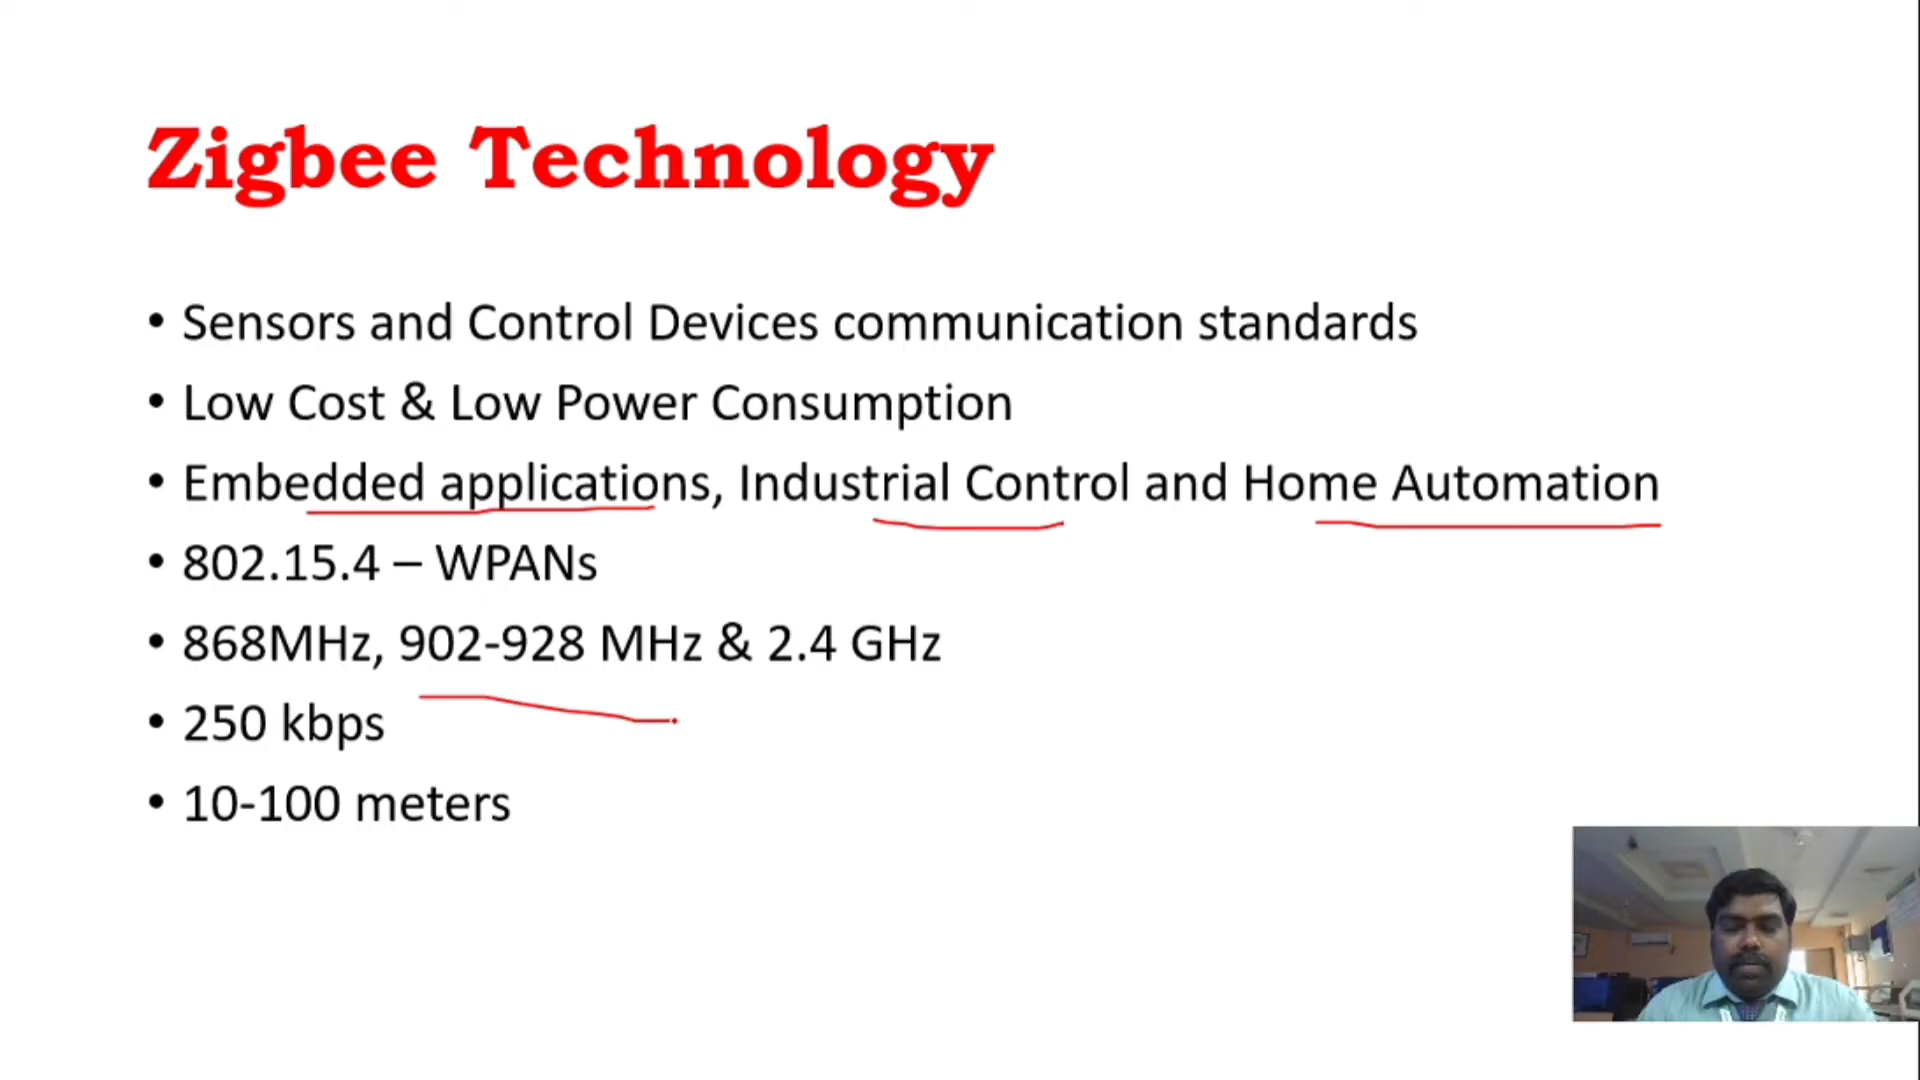 Zigbee Technology
• Sensors and Control Devices communication standards
• Low Cost & Low Power Consumption
• Embedded applications, Industrial Control and Home Automation
• 802.15.4 – WPANs
• 868MHz, 902-928 MHz & 2.4 GHz
• 250 kbps
• 10-100 meters